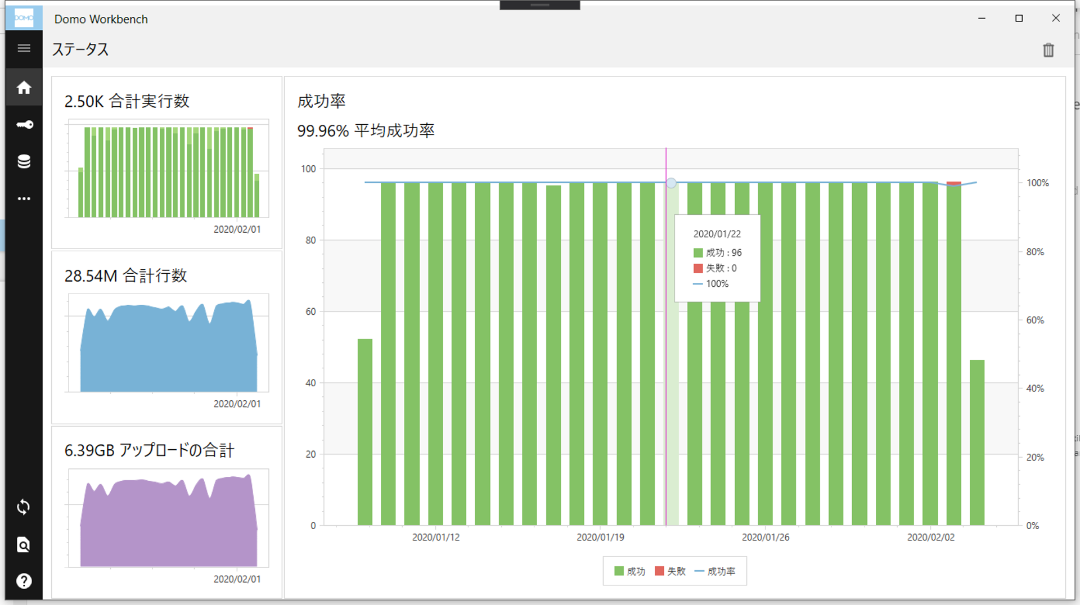 DOMO
Domo Workbench
ステータス
2.50K 合計実行数
2020/02/01
28.54M 合計行数
2020/02/01
6.39GB アップロードの合計
2020/02/01
成功率
99.96% 平均成功率
100
80
60
40
20
0
100%
80%
60%
40%
20%
0%
2020/01/22
成功 : 96
失敗 : 0
100%
2020/01/12
2020/01/19
2020/01/26
2020/02/02
成功 失敗 成功率